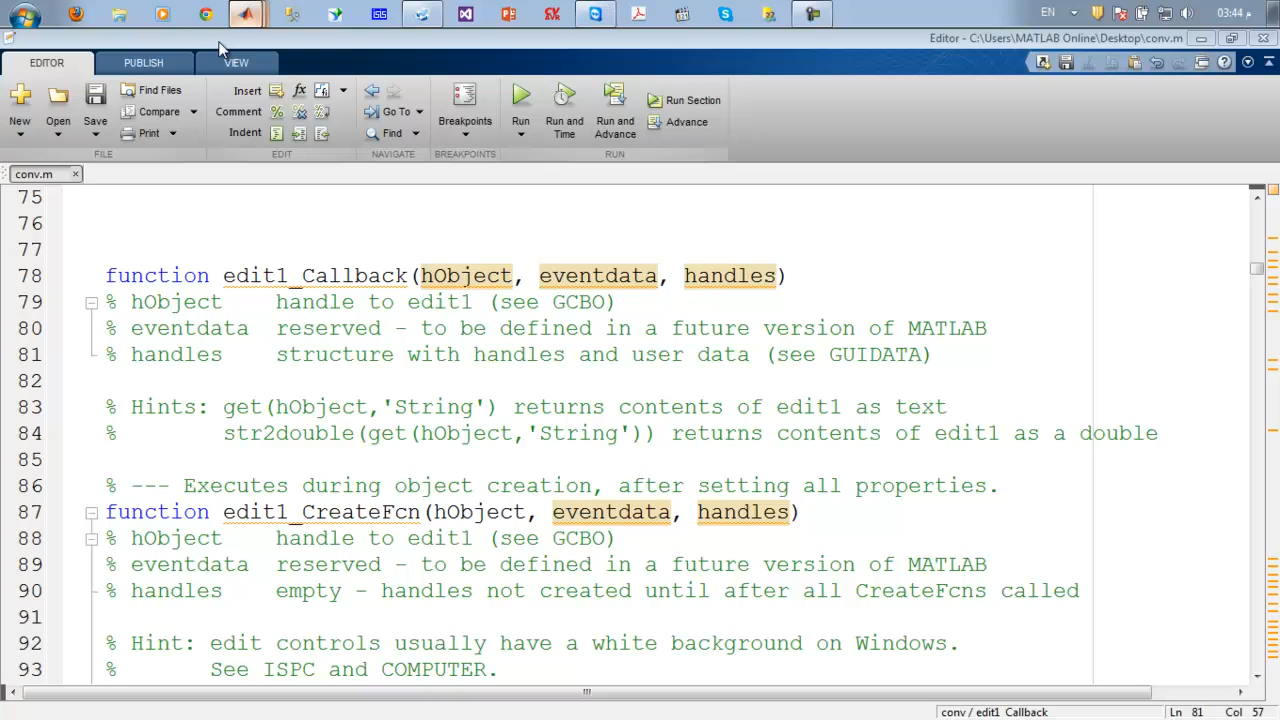 EN
03:44 م
Editor - C:\Users\MATLAB Online\Desktop\conv.m
EDITOR PUBLISH VIEW
Find Files
Insert fx
Go To
Run Section
Compare
Comment
Advance
New Open Save
Print
Indent
Find
Breakpoints Run Run and Time Run and Advance
FILE EDIT NAVIGATE BREAKPOINTS RUN
conv.m ×
75
76
77
78 function edit1_Callback(hObject, eventdata, handles)
79 % hObject    handle to edit1 (see GCBO)
80 % eventdata  reserved - to be defined in a future version of MATLAB
81 % handles    structure with handles and user data (see GUIDATA)
82
83 % Hints: get(hObject,'String') returns contents of edit1 as text
84 %        str2double(get(hObject,'String')) returns contents of edit1 as a double
85
86 % --- Executes during object creation, after setting all properties.
87 function edit1_CreateFcn(hObject, eventdata, handles)
88 % hObject    handle to edit1 (see GCBO)
89 % eventdata  reserved - to be defined in a future version of MATLAB
90 % handles    empty - handles not created until after all CreateFcns called
91
92 % Hint: edit controls usually have a white background on Windows.
93 %       See ISPC and COMPUTER.
conv / edit1_Callback
Ln 81 Col 57